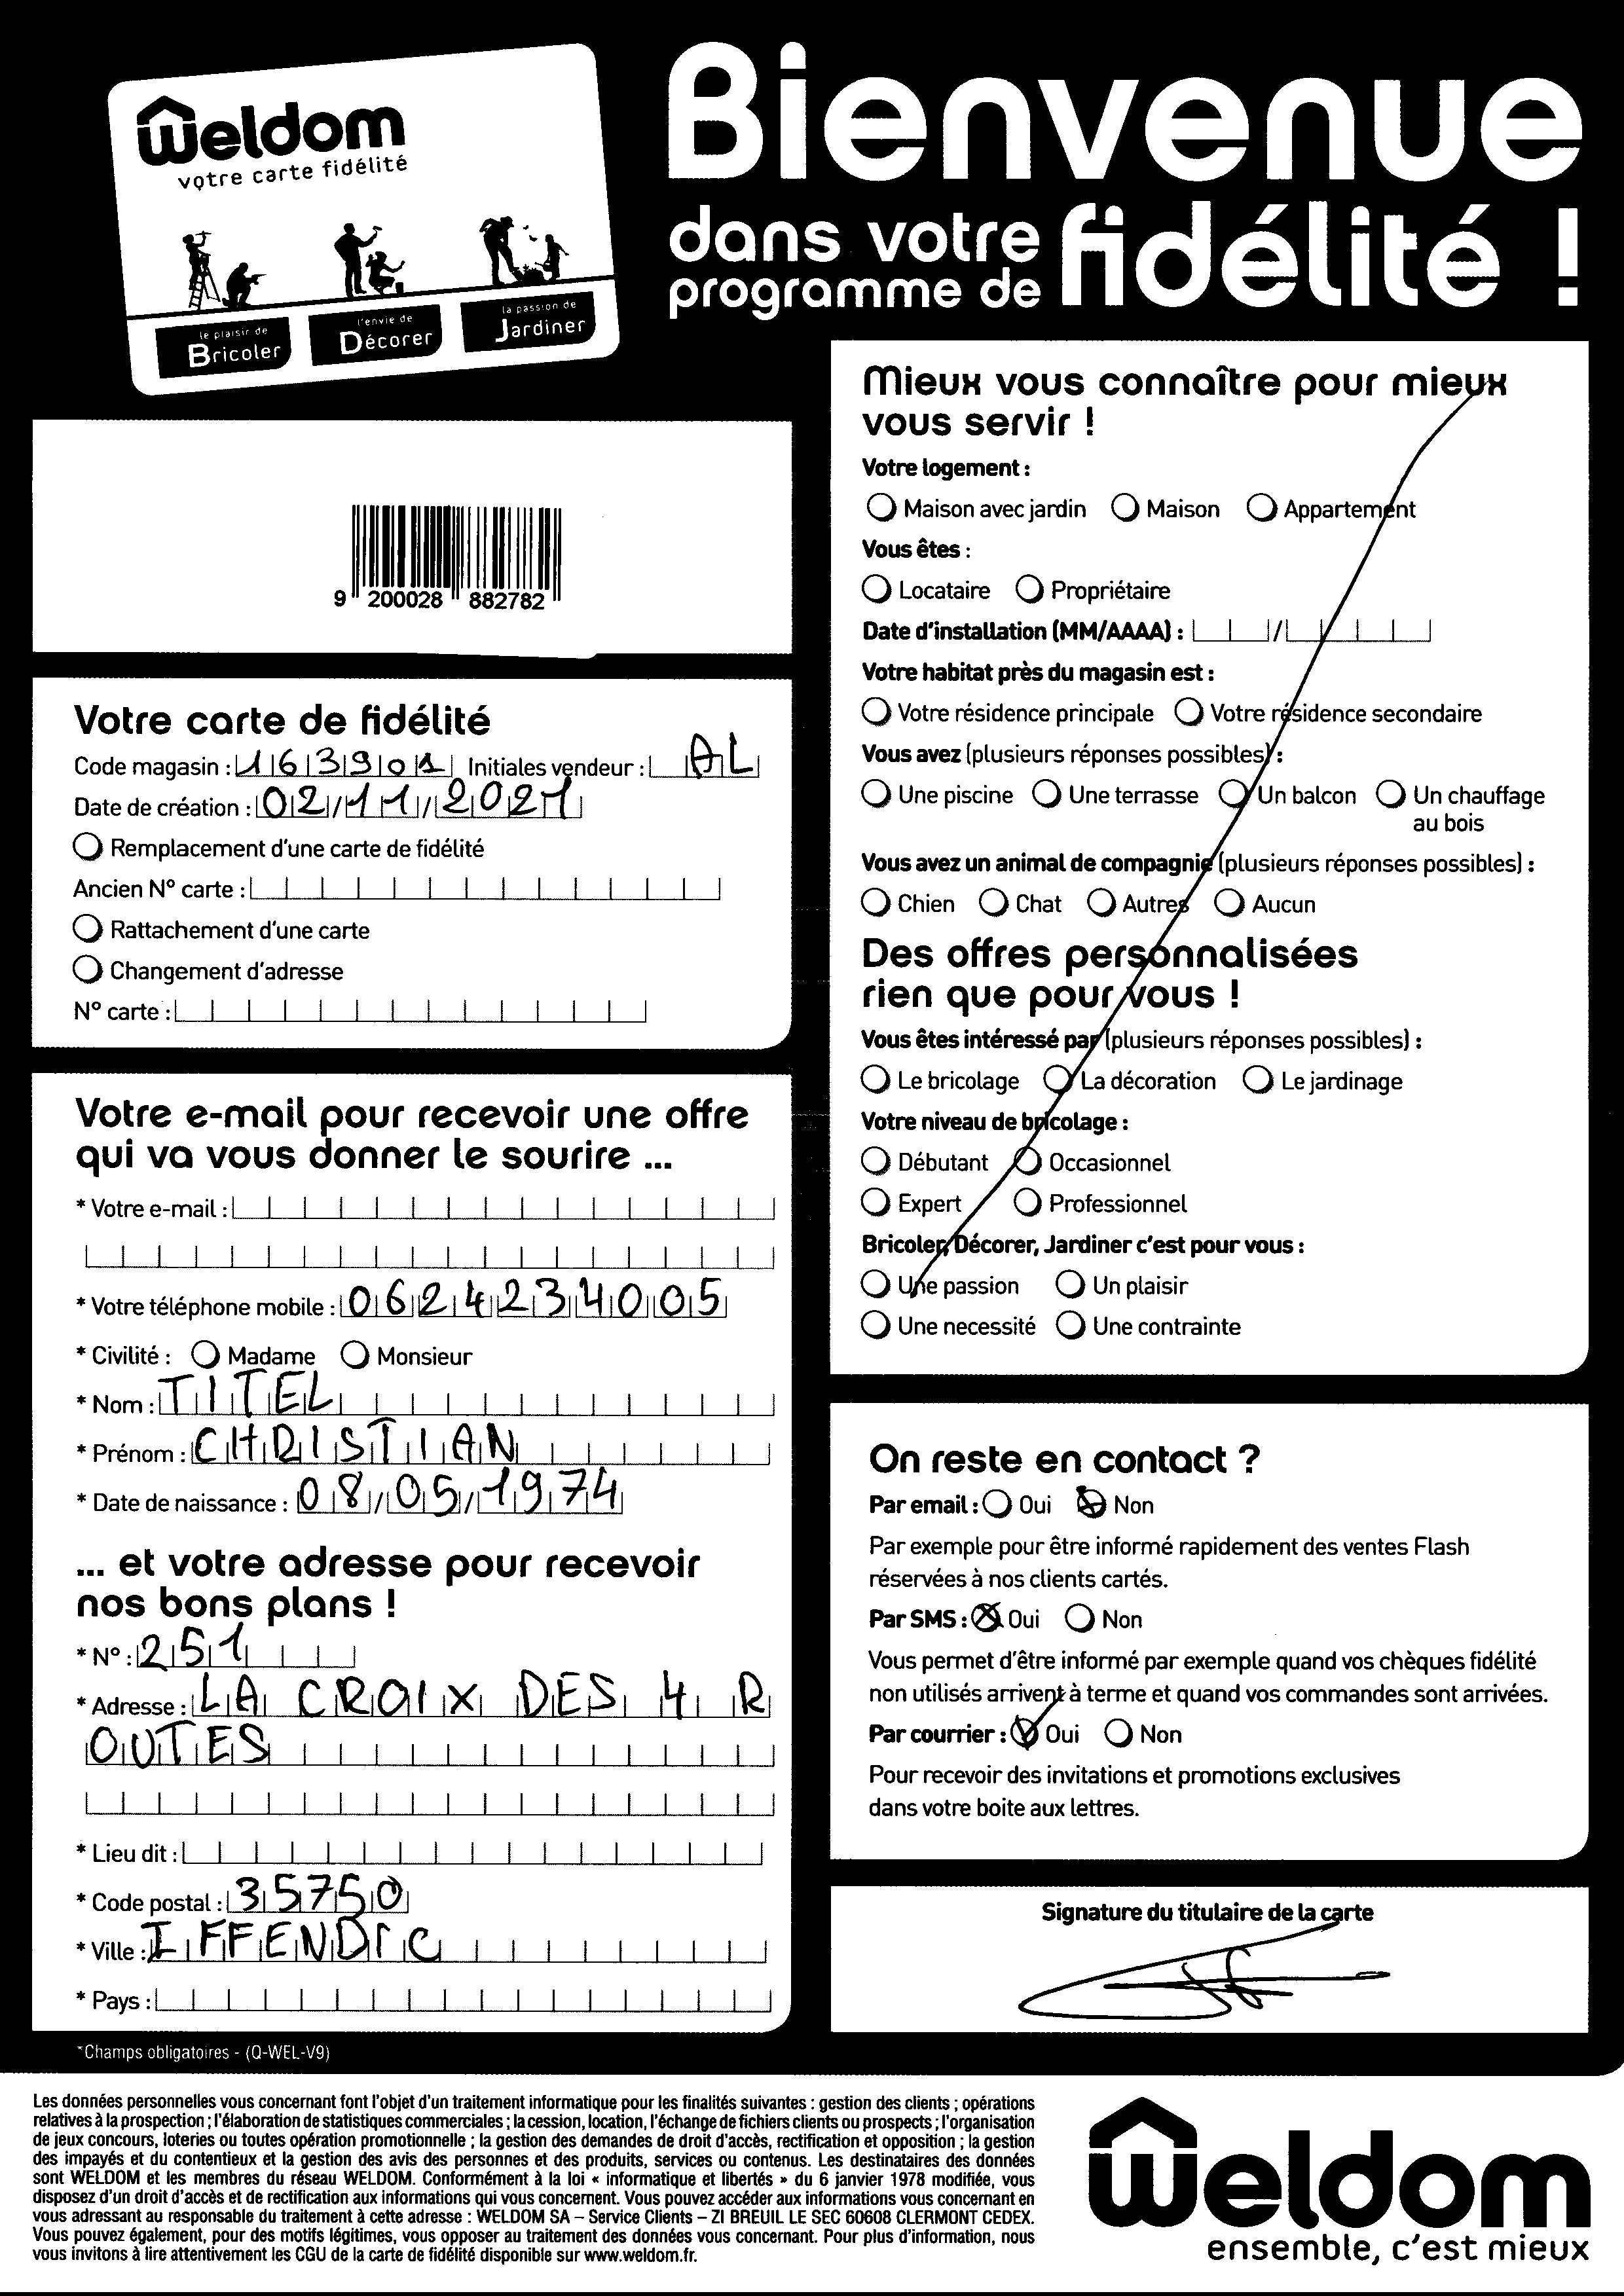 weldom
votre carte fidélité
le plaisir de
Bricoler
l'envie de
Décorer
la passion de
Jardiner
Bienvenue
dans votre
programme de fidélité !
9 200028 882782
Votre carte de fidélité
Code magasin : 163901 Initiales vendeur : AL
Date de création : 02/11/2021
Remplacement d'une carte de fidélité
Ancien N° carte :
Rattachement d'une carte
Changement d'adresse
N° carte :
Votre e-mail pour recevoir une offre
qui va vous donner le sourire ...
* Votre e-mail :
* Votre téléphone mobile : 0624234005
* Civilité : Madame Monsieur
* Nom : TITEL
* Prénom : CHRISTIAN
* Date de naissance : 08/05/1974
... et votre adresse pour recevoir
nos bons plans !
* N° : 251
* Adresse : LA CROIX DES 4 R
OUTES
* Lieu dit :
* Code postal : 35750
* Ville : IFFENDIC
* Pays :
*Champs obligatoires - (Q-WEL-V9)
Mieux vous connaître pour mieux
vous servir !
Votre logement :
Maison avec jardin Maison Appartement
Vous êtes :
Locataire Propriétaire
Date d'installation (MM/AAAA) : /
Votre habitat près du magasin est :
Votre résidence principale Votre résidence secondaire
Vous avez (plusieurs réponses possibles) :
Une piscine Une terrasse Un balcon Un chauffage
au bois
Vous avez un animal de compagnie (plusieurs réponses possibles) :
Chien Chat Autres Aucun
Des offres personnalisées
rien que pour vous !
Vous êtes intéressé par (plusieurs réponses possibles) :
Le bricolage La décoration Le jardinage
Votre niveau de bricolage :
Débutant Occasionnel
Expert Professionnel
Bricoler, Décorer, Jardiner c'est pour vous :
Une passion Un plaisir
Une necessité Une contrainte
On reste en contact ?
Par email : Oui Non
Par exemple pour être informé rapidement des ventes Flash
réservées à nos clients cartés.
Par SMS : Oui Non
Vous permet d'être informé par exemple quand vos chèques fidélité
non utilisés arrivent à terme et quand vos commandes sont arrivées.
Par courrier : Oui Non
Pour recevoir des invitations et promotions exclusives
dans votre boite aux lettres.
Signature du titulaire de la carte
Les données personnelles vous concernant font l'objet d'un traitement informatique pour les finalités suivantes : gestion des clients ; opérations
relatives à la prospection ; l'élaboration de statistiques commerciales ; la cession, location, l'échange de fichiers clients ou prospects ; l'organisation
de jeux concours, loteries ou toutes opération promotionnelle ; la gestion des demandes de droit d'accès, rectification et opposition ; la gestion
des impayés et du contentieux et la gestion des avis des personnes et des produits, services ou contenus. Les destinataires des données
sont WELDOM et les membres du réseau WELDOM. Conformément à la loi « informatique et libertés » du 6 janvier 1978 modifiée, vous
disposez d'un droit d'accès et de rectification aux informations qui vous concernent. Vous pouvez accéder aux informations vous concernant en
vous adressant au responsable du traitement à cette adresse : WELDOM SA – Service Clients – ZI BREUIL LE SEC 60608 CLERMONT CEDEX.
Vous pouvez également, pour des motifs légitimes, vous opposer au traitement des données vous concernant. Pour plus d'information, nous
vous invitons à lire attentivement les CGU de la carte de fidélité disponible sur www.weldom.fr.
weldom
ensemble, c'est mieux